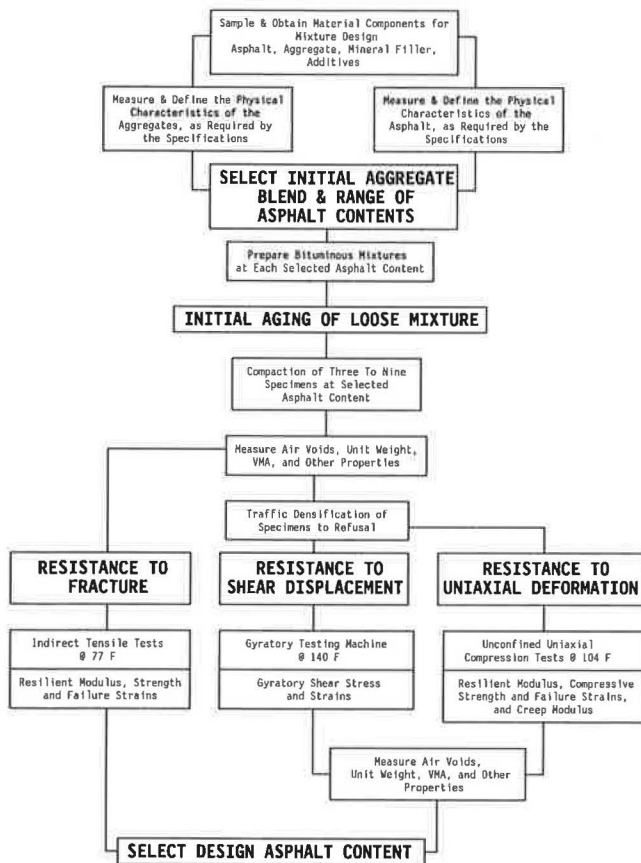 Sample & Obtain Material Components for
Mixture Design
Asphalt, Aggregate, Mineral Filler,
Additives
Measure & Define the Physical
Characteristics of the
Aggregates, as Required by
the Specifications
Measure & Define the Physical
Characteristics of the
Asphalt, as Required by the
Specifications
SELECT INITIAL AGGREGATE
BLEND & RANGE OF
ASPHALT CONTENTS
Prepare Bituminous Mixtures
at Each Selected Asphalt Content
INITIAL AGING OF LOOSE MIXTURE
Compaction of Three To Nine
Specimens at Selected
Asphalt Content
Measure Air Voids, Unit Weight,
VMA, and Other Properties
Traffic Densification of
Specimens to Refusal
RESISTANCE TO
FRACTURE
RESISTANCE TO
SHEAR DISPLACEMENT
RESISTANCE TO
UNIAXIAL DEFORMATION
Indirect Tensile Tests
@ 77 F
Resilient Modulus, Strength
and Failure Strains
Gyratory Testing Machine
@ 140 F
Gyratory Shear Stress
and Strains
Unconfined Uniaxial
Compression Tests @ 104 F
Resilient Modulus, Compressive
Strength and Failure Strains,
and Creep Modulus
Measure Air Voids,
Unit Weight, VMA, and Other
Properties
SELECT DESIGN ASPHALT CONTENT